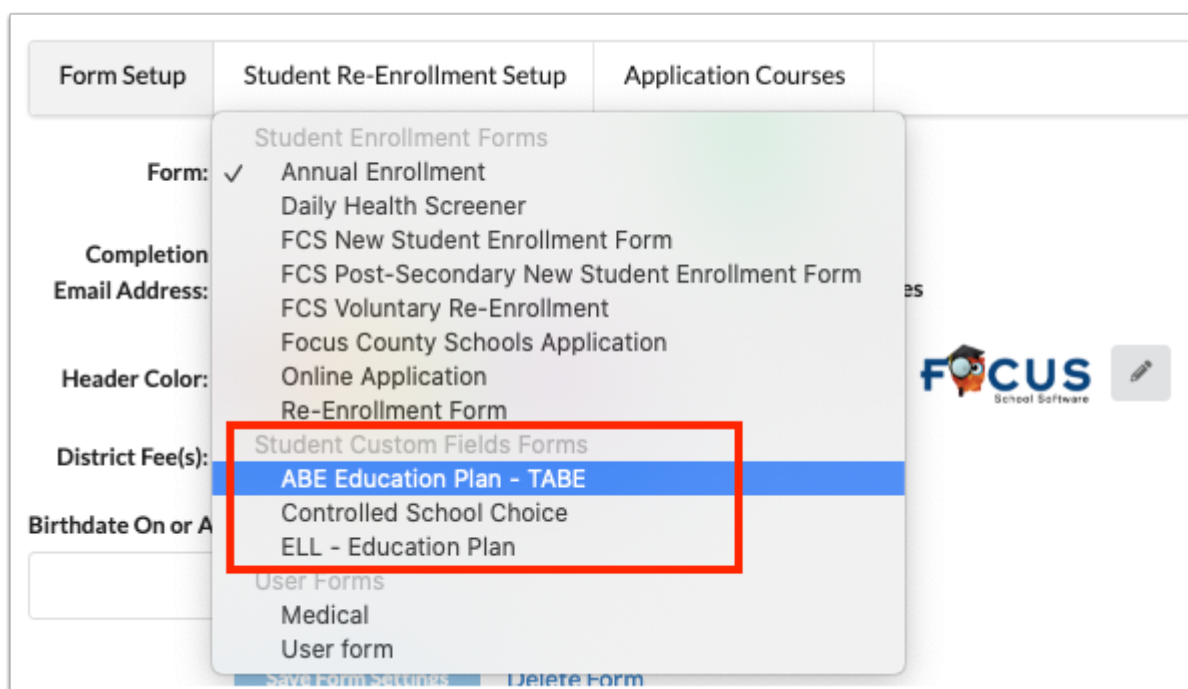 Form Setup
Student Re-Enrollment Setup
Application Courses
Student Enrollment Forms
Form:
✓ Annual Enrollment
Daily Health Screener
FCS New Student Enrollment Form
Completion
Email Address:
FCS Post-Secondary New Student Enrollment Form
es
FCS Voluntary Re-Enrollment
Focus County Schools Application
Header Color:
Online Application
FOCUS
School Software
Re-Enrollment Form
Student Custom Fields Forms
District Fee(s):
ABE Education Plan - TABE
Controlled School Choice
Birthdate On or A
ELL - Education Plan
User Forms
Medical
User form
Save Form Settings
Delete Form